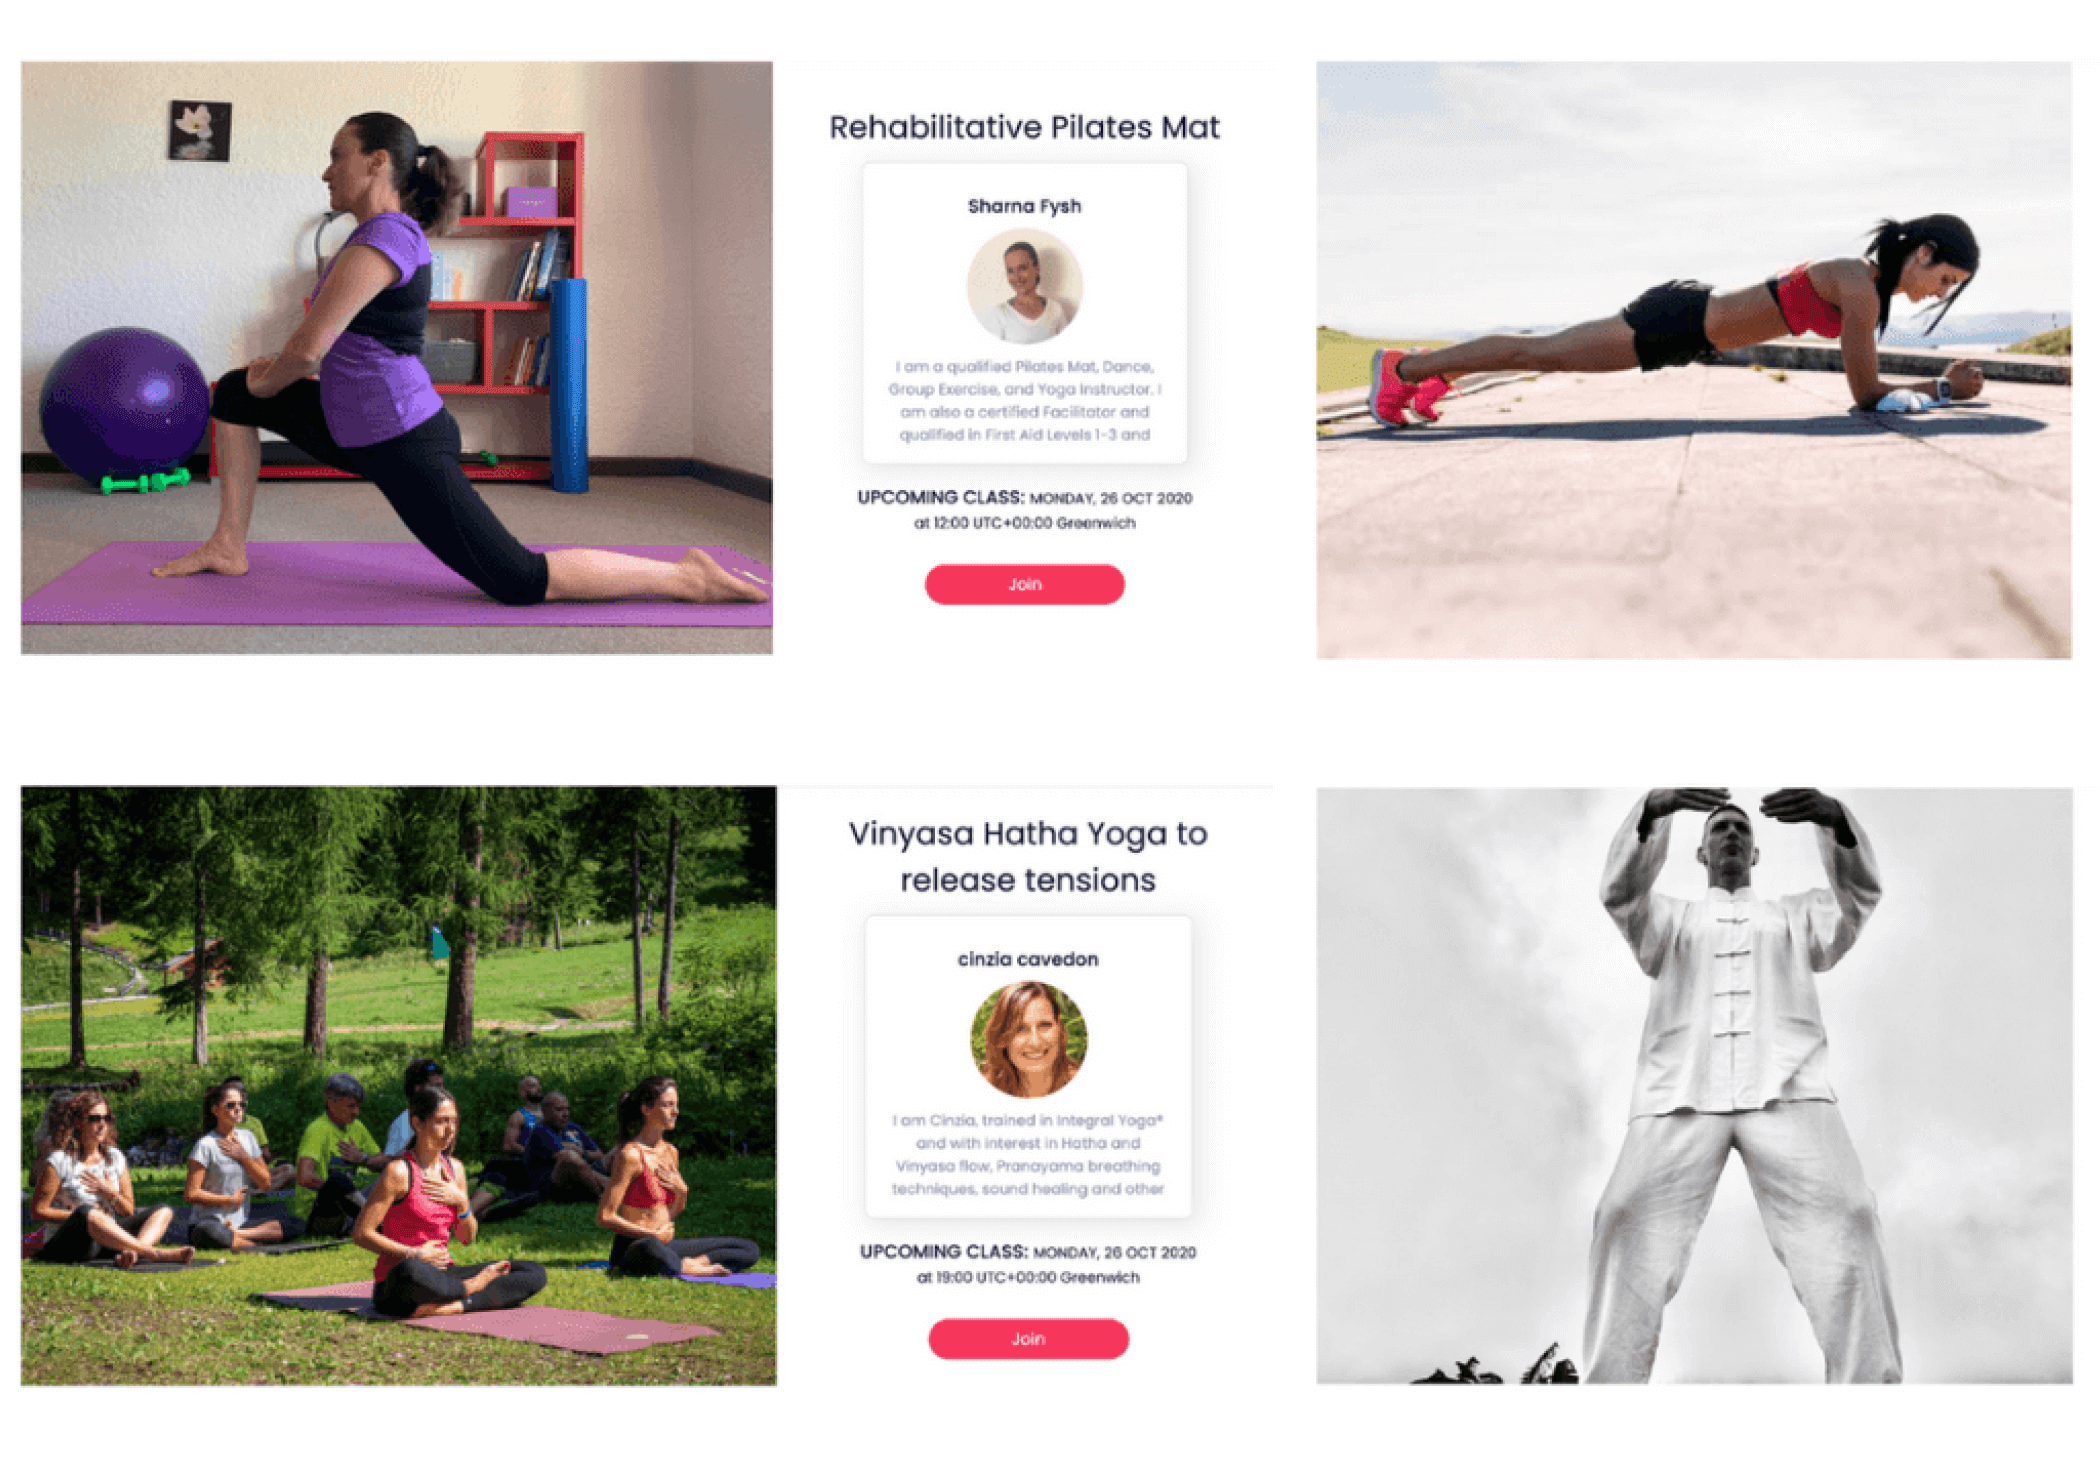 Rehabilitative Pilates Mat
Sharna Fysh
I am a qualified Pilates Mat, Dance,
Group Exercise, and Yoga Instructor. I
am also a certified Facilitator and
qualified in First Aid Levels 1-3 and
UPCOMING CLASS: MONDAY, 26 OCT 2020
at 12:00 UTC+00:00 Greenwich
Join
Vinyasa Hatha Yoga to
release tensions
cinzia cavedon
I am Cinzia, trained in Integral Yoga®
and with interest in Hatha and
Vinyasa flow, Pranayama breathing
techniques, sound healing and other
UPCOMING CLASS: MONDAY, 26 OCT 2020
at 19:00 UTC+00:00 Greenwich
Join